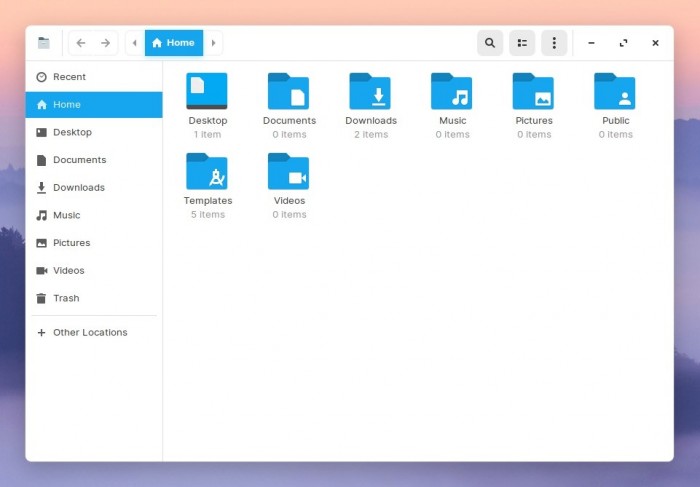 Home
Recent
Home
Desktop
Documents
Downloads
Music
Pictures
Videos
Trash
Other Locations
Desktop
1 item
Documents
0 items
Downloads
2 items
Music
0 items
Pictures
0 items
Public
0 items
Templates
5 items
Videos
0 items